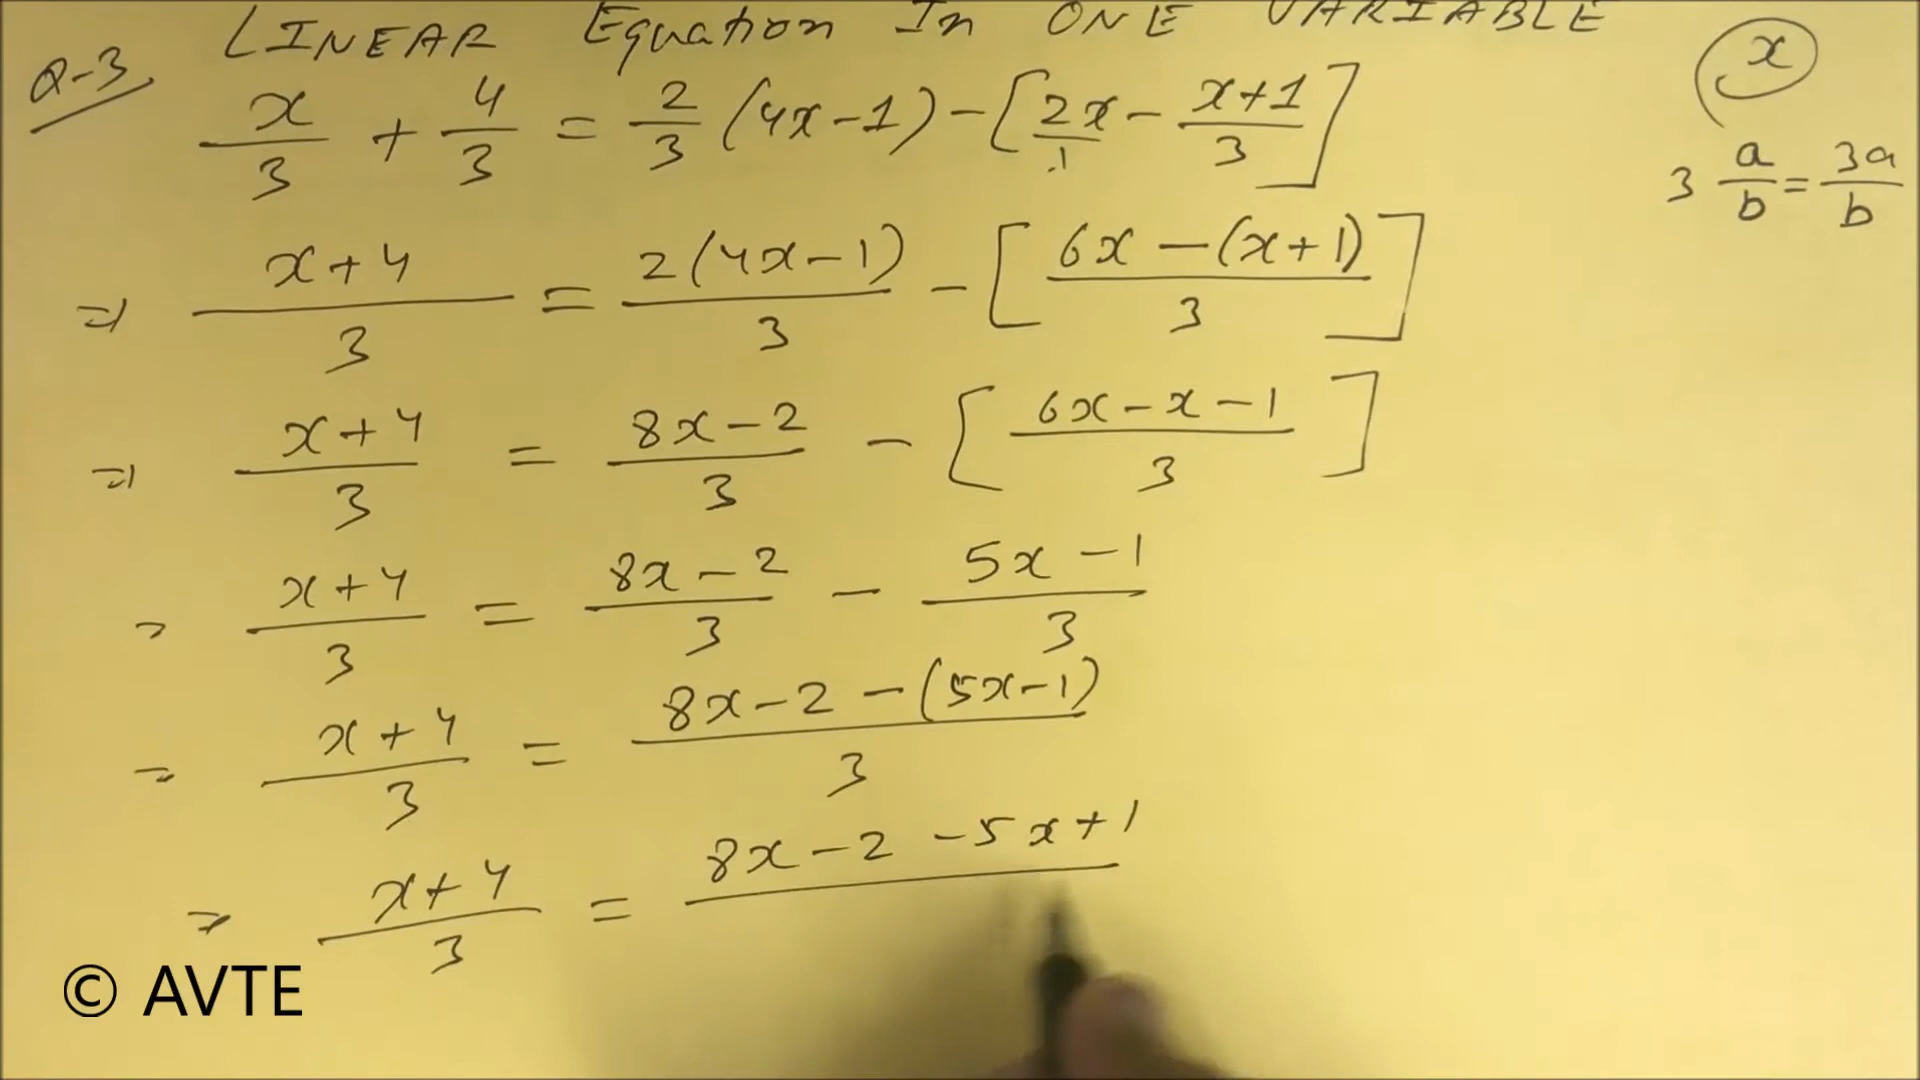 LINEAR Equation In ONE VARIABLE
Q-3. x/3 + 4/3 = 2/3 (4x-1) - [2x/1 - (x+1)/3]
x
3 a/b = 3a/b
⇒ (x+4)/3 = 2(4x-1)/3 - [(6x-(x+1))/3]
⇒ (x+4)/3 = (8x-2)/3 - [(6x-x-1)/3]
⇒ (x+4)/3 = (8x-2)/3 - (5x-1)/3
⇒ (x+4)/3 = (8x-2-(5x-1))/3
⇒ (x+4)/3 = 8x-2-5x+1
© AVTE